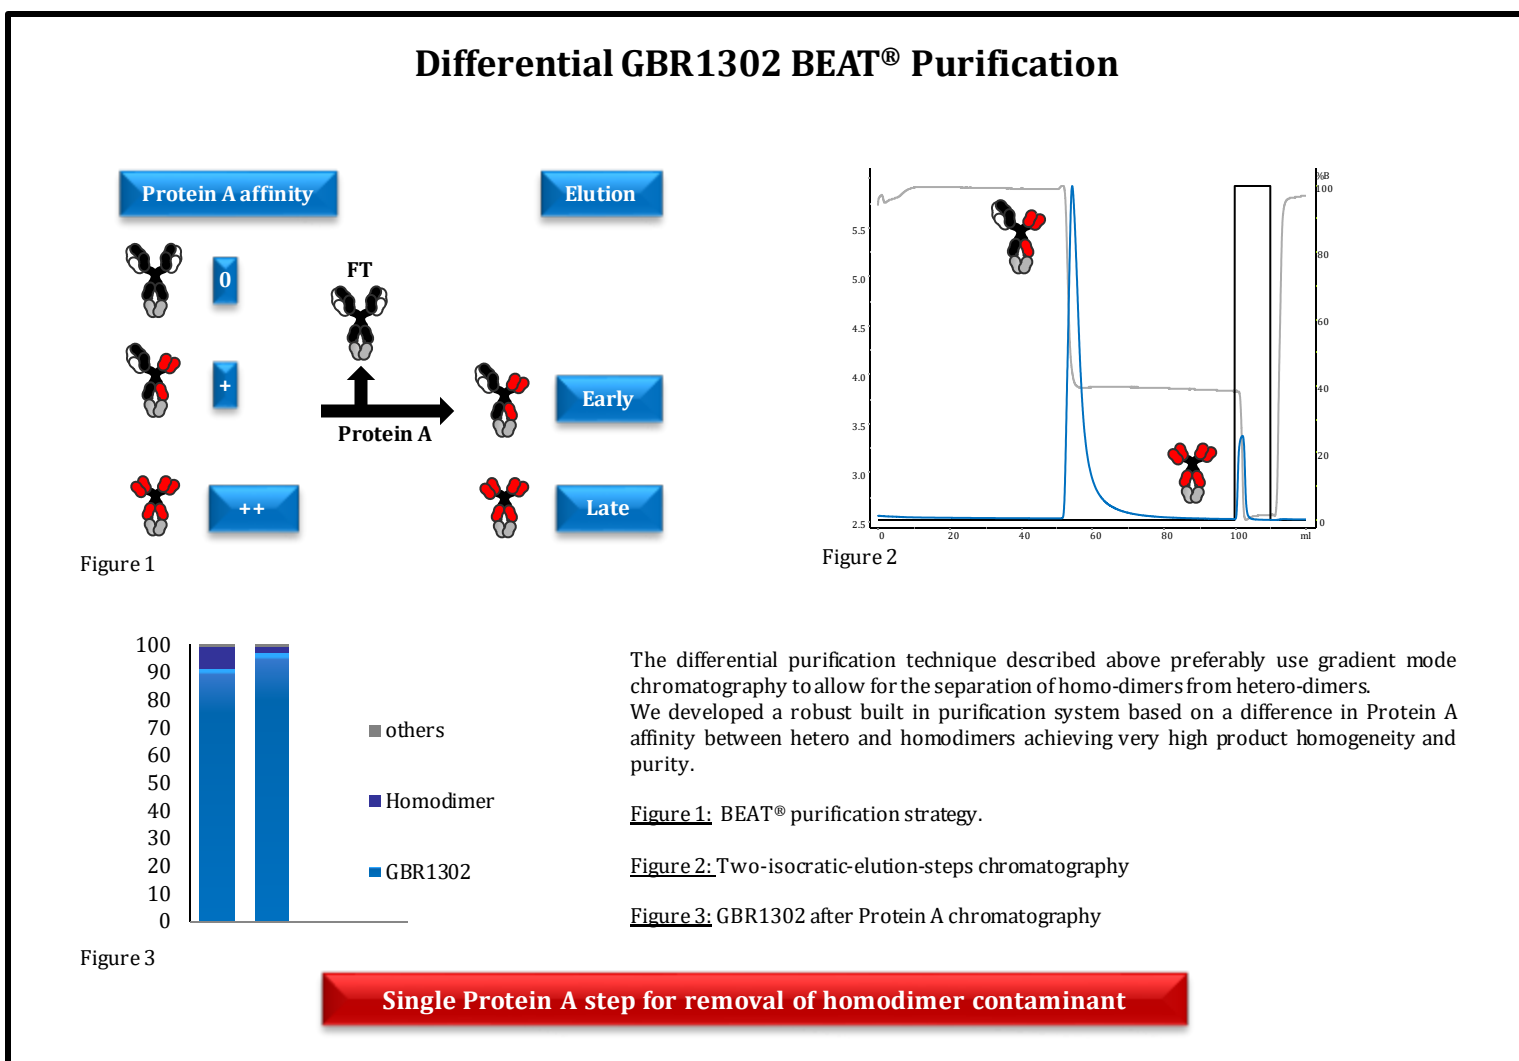 Differential GBR1302 BEAT® Purification
Protein A affinity
Elution
0
FT
+
Early
Protein A
++
Late
Figure 1
%B
100
5.5
80
5.0
4.5
60
4.0
40
3.5
3.0
20
2.5
0
0 20 40 60 80 100 ml
Figure 2
100
90
80
70
60
50
40
30
20
10
0
others
Homodimer
GBR1302
Figure 3
The differential purification technique described above preferably use gradient mode
chromatography to allow for the separation of homo-dimers from hetero-dimers.
We developed a robust built in purification system based on a difference in Protein A
affinity between hetero and homodimers achieving very high product homogeneity and
purity.
Figure 1: BEAT® purification strategy.
Figure 2: Two-isocratic-elution-steps chromatography
Figure 3: GBR1302 after Protein A chromatography
Single Protein A step for removal of homodimer contaminant